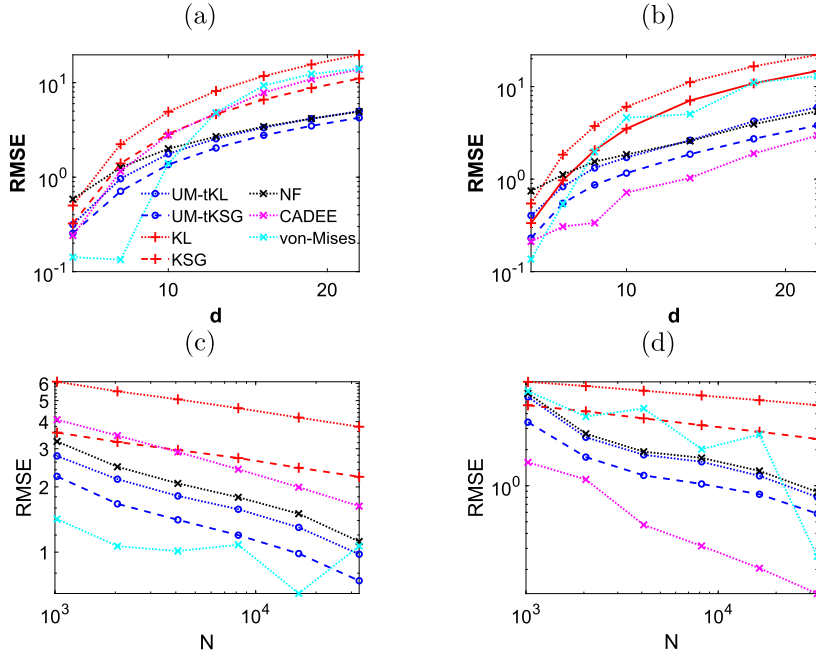 (a)
RMSE
10^1
10^0
10^-1
10
20
d
UM-tKL
UM-tKSG
KL
KSG
NF
CADEE
von-Mises
(b)
RMSE
10^1
10^0
10^-1
10
20
d
(c)
RMSE
6
5
4
3
2
1
10^3
10^4
N
(d)
RMSE
10^0
10^3
10^4
N